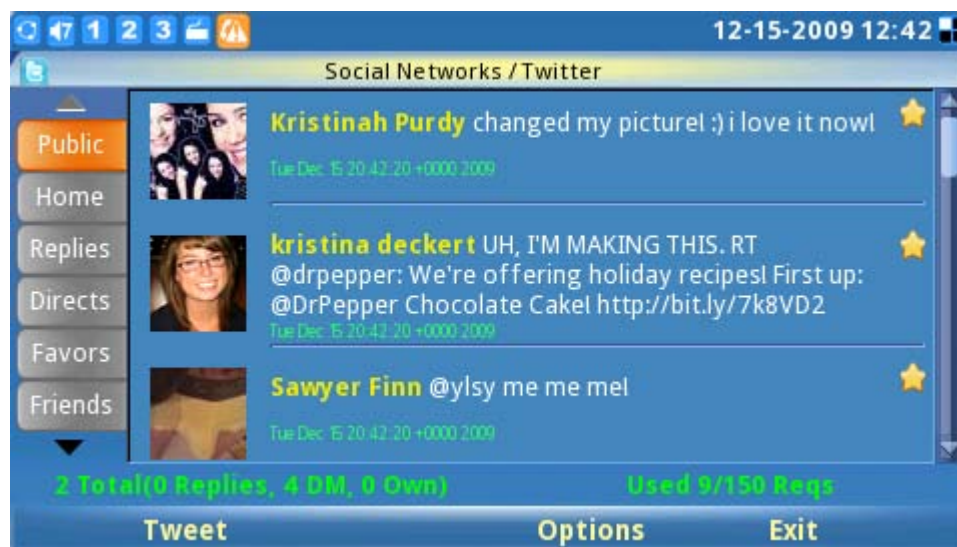 7 1 2 3 12-15-2009 12:42
Social Networks / Twitter
Public
Home
Replies
Directs
Favors
Friends
Kristinah Purdy changed my picture! :) i love it now!
Tue Dec 15 20:42:20 +0000 2009
kristina deckert UH, I'M MAKING THIS. RT
@drpepper: We're offering holiday recipes! First up:
@DrPepper Chocolate Cake! http://bit.ly/7k8VD2
Tue Dec 15 20:42:20 +0000 2009
Sawyer Finn @ylsy me me me!
Tue Dec 15 20:42:20 +0000 2009
2 Total(0 Replies, 4 DM, 0 Own) Used 9/150 Reqs
Tweet Options Exit